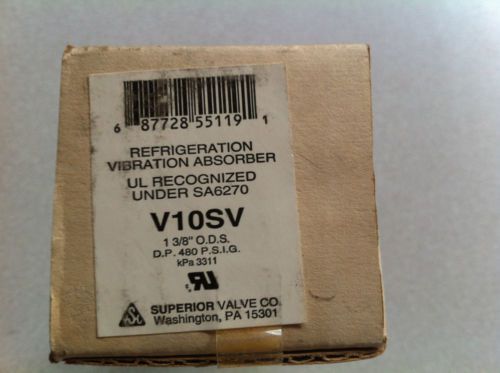 6 87728 55119 1
REFRIGERATION
VIBRATION ABSORBER
UL RECOGNIZED
UNDER SA6270
V10SV
1 3/8" O.D.S.
D.P. 480 P.S.I.G.
kPa 3311
SUPERIOR VALVE CO.
Washington, PA 15301